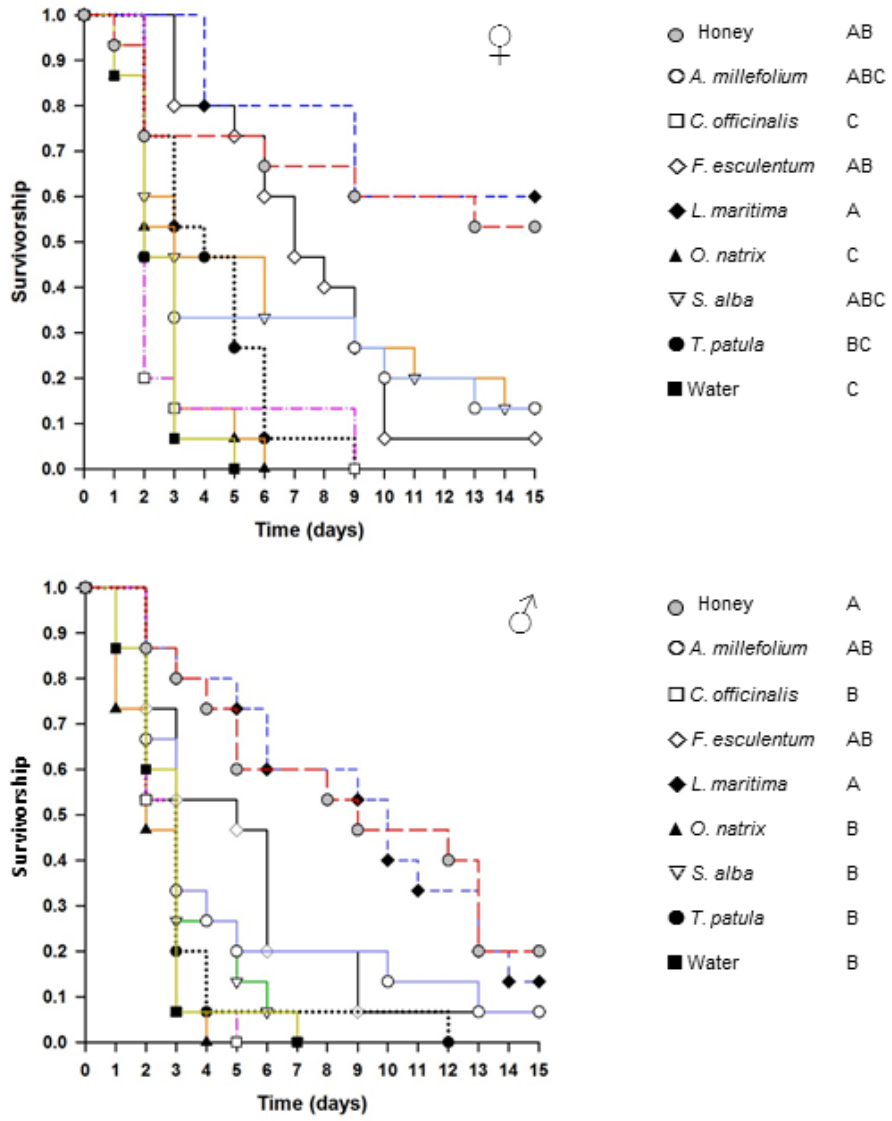 1.0
0.9
0.8
0.7
0.6
0.5
0.4
0.3
0.2
0.1
0.0
Survivorship
0 1 2 3 4 5 6 7 8 9 10 11 12 13 14 15
Time (days)
♀
Honey AB
A. millefolium ABC
C. officinalis C
F. esculentum AB
L. maritima A
O. natrix C
S. alba ABC
T. patula BC
Water C
1.0
0.9
0.8
0.7
0.6
0.5
0.4
0.3
0.2
0.1
0.0
Survivorship
0 1 2 3 4 5 6 7 8 9 10 11 12 13 14 15
Time (days)
♂
Honey A
A. millefolium AB
C. officinalis B
F. esculentum AB
L. maritima A
O. natrix B
S. alba B
T. patula B
Water B